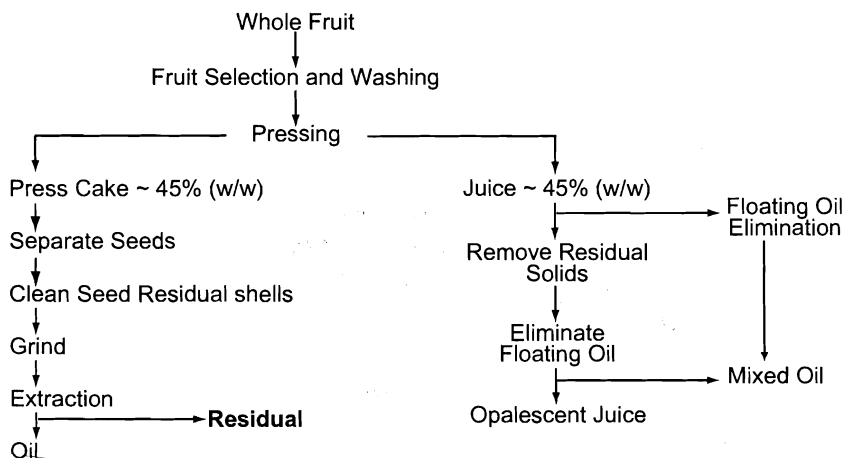 Whole Fruit
Fruit Selection and Washing
Pressing
Press Cake ~ 45% (w/w)
Separate Seeds
Clean Seed Residual shells
Grind
Extraction
Residual
OiL
Juice ~ 45% (w/w)
Floating Oil
Elimination
Remove Residual
Solids
Eliminate
Floating Oil
Mixed Oil
Opalescent Juice